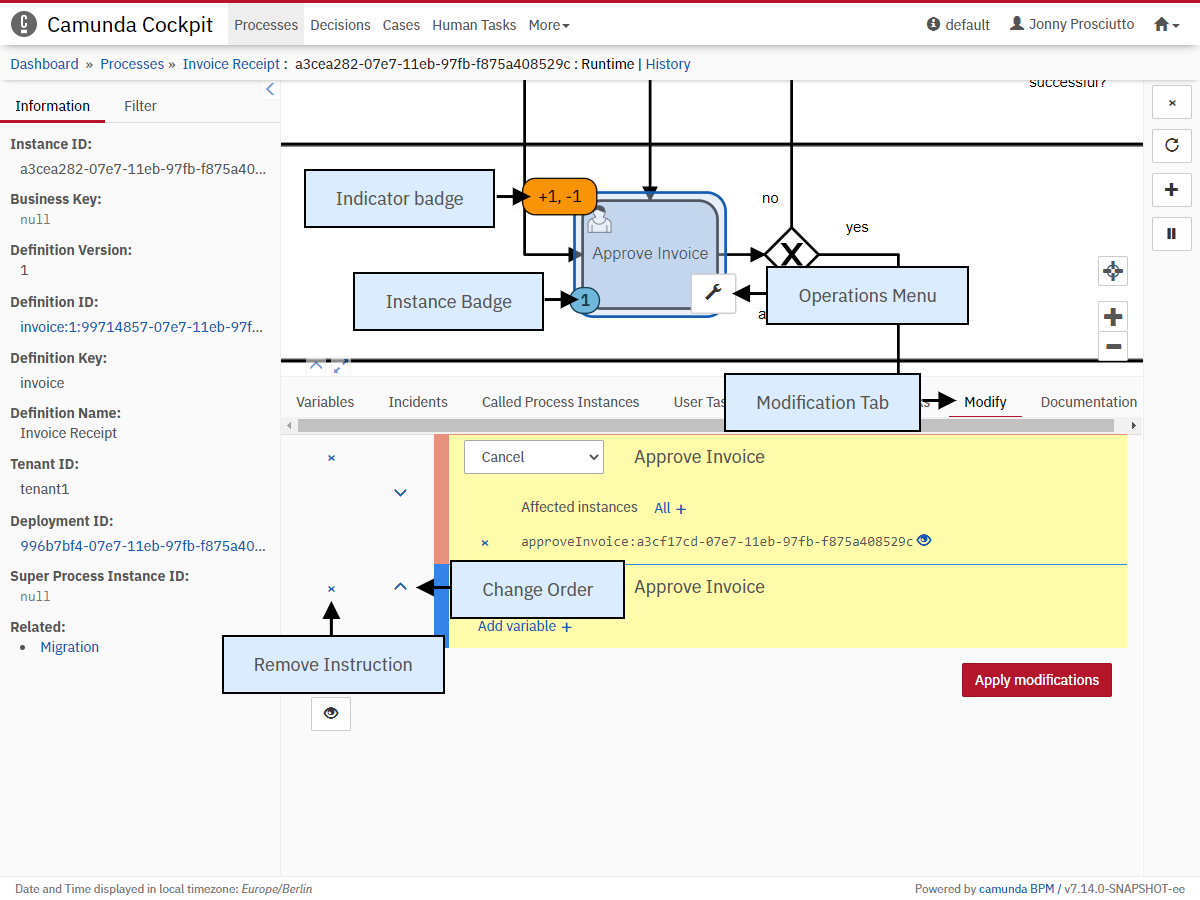 Camunda Cockpit
Processes
Decisions
Cases
Human Tasks
More
default
Jonny Prosciutto
Dashboard » Processes » Invoice Receipt : a3cea282-07e7-11eb-97fb-f875a408529c : Runtime | History
Information
Filter
Instance ID:
a3cea282-07e7-11eb-97fb-f875a40...
Business Key:
null
Definition Version:
1
Definition ID:
invoice:1:99714857-07e7-11eb-97f...
Definition Key:
invoice
Definition Name:
Invoice Receipt
Tenant ID:
tenant1
Deployment ID:
996b7bf4-07e7-11eb-97fb-f875a40...
Super Process Instance ID:
null
Related:
• Migration
successful?
Indicator badge
+1, -1
no
yes
Approve Invoice
Instance Badge
1
Operations Menu
Modification Tab
Variables
Incidents
Called Process Instances
User Tas
Modify
Documentation
Cancel
Approve Invoice
Affected instances
All +
approveInvoice:a3cf17cd-07e7-11eb-97fb-f875a408529c
Change Order
Approve Invoice
Add variable +
Remove Instruction
Apply modifications
Date and Time displayed in local timezone: Europe/Berlin
Powered by camunda BPM / v7.14.0-SNAPSHOT-ee